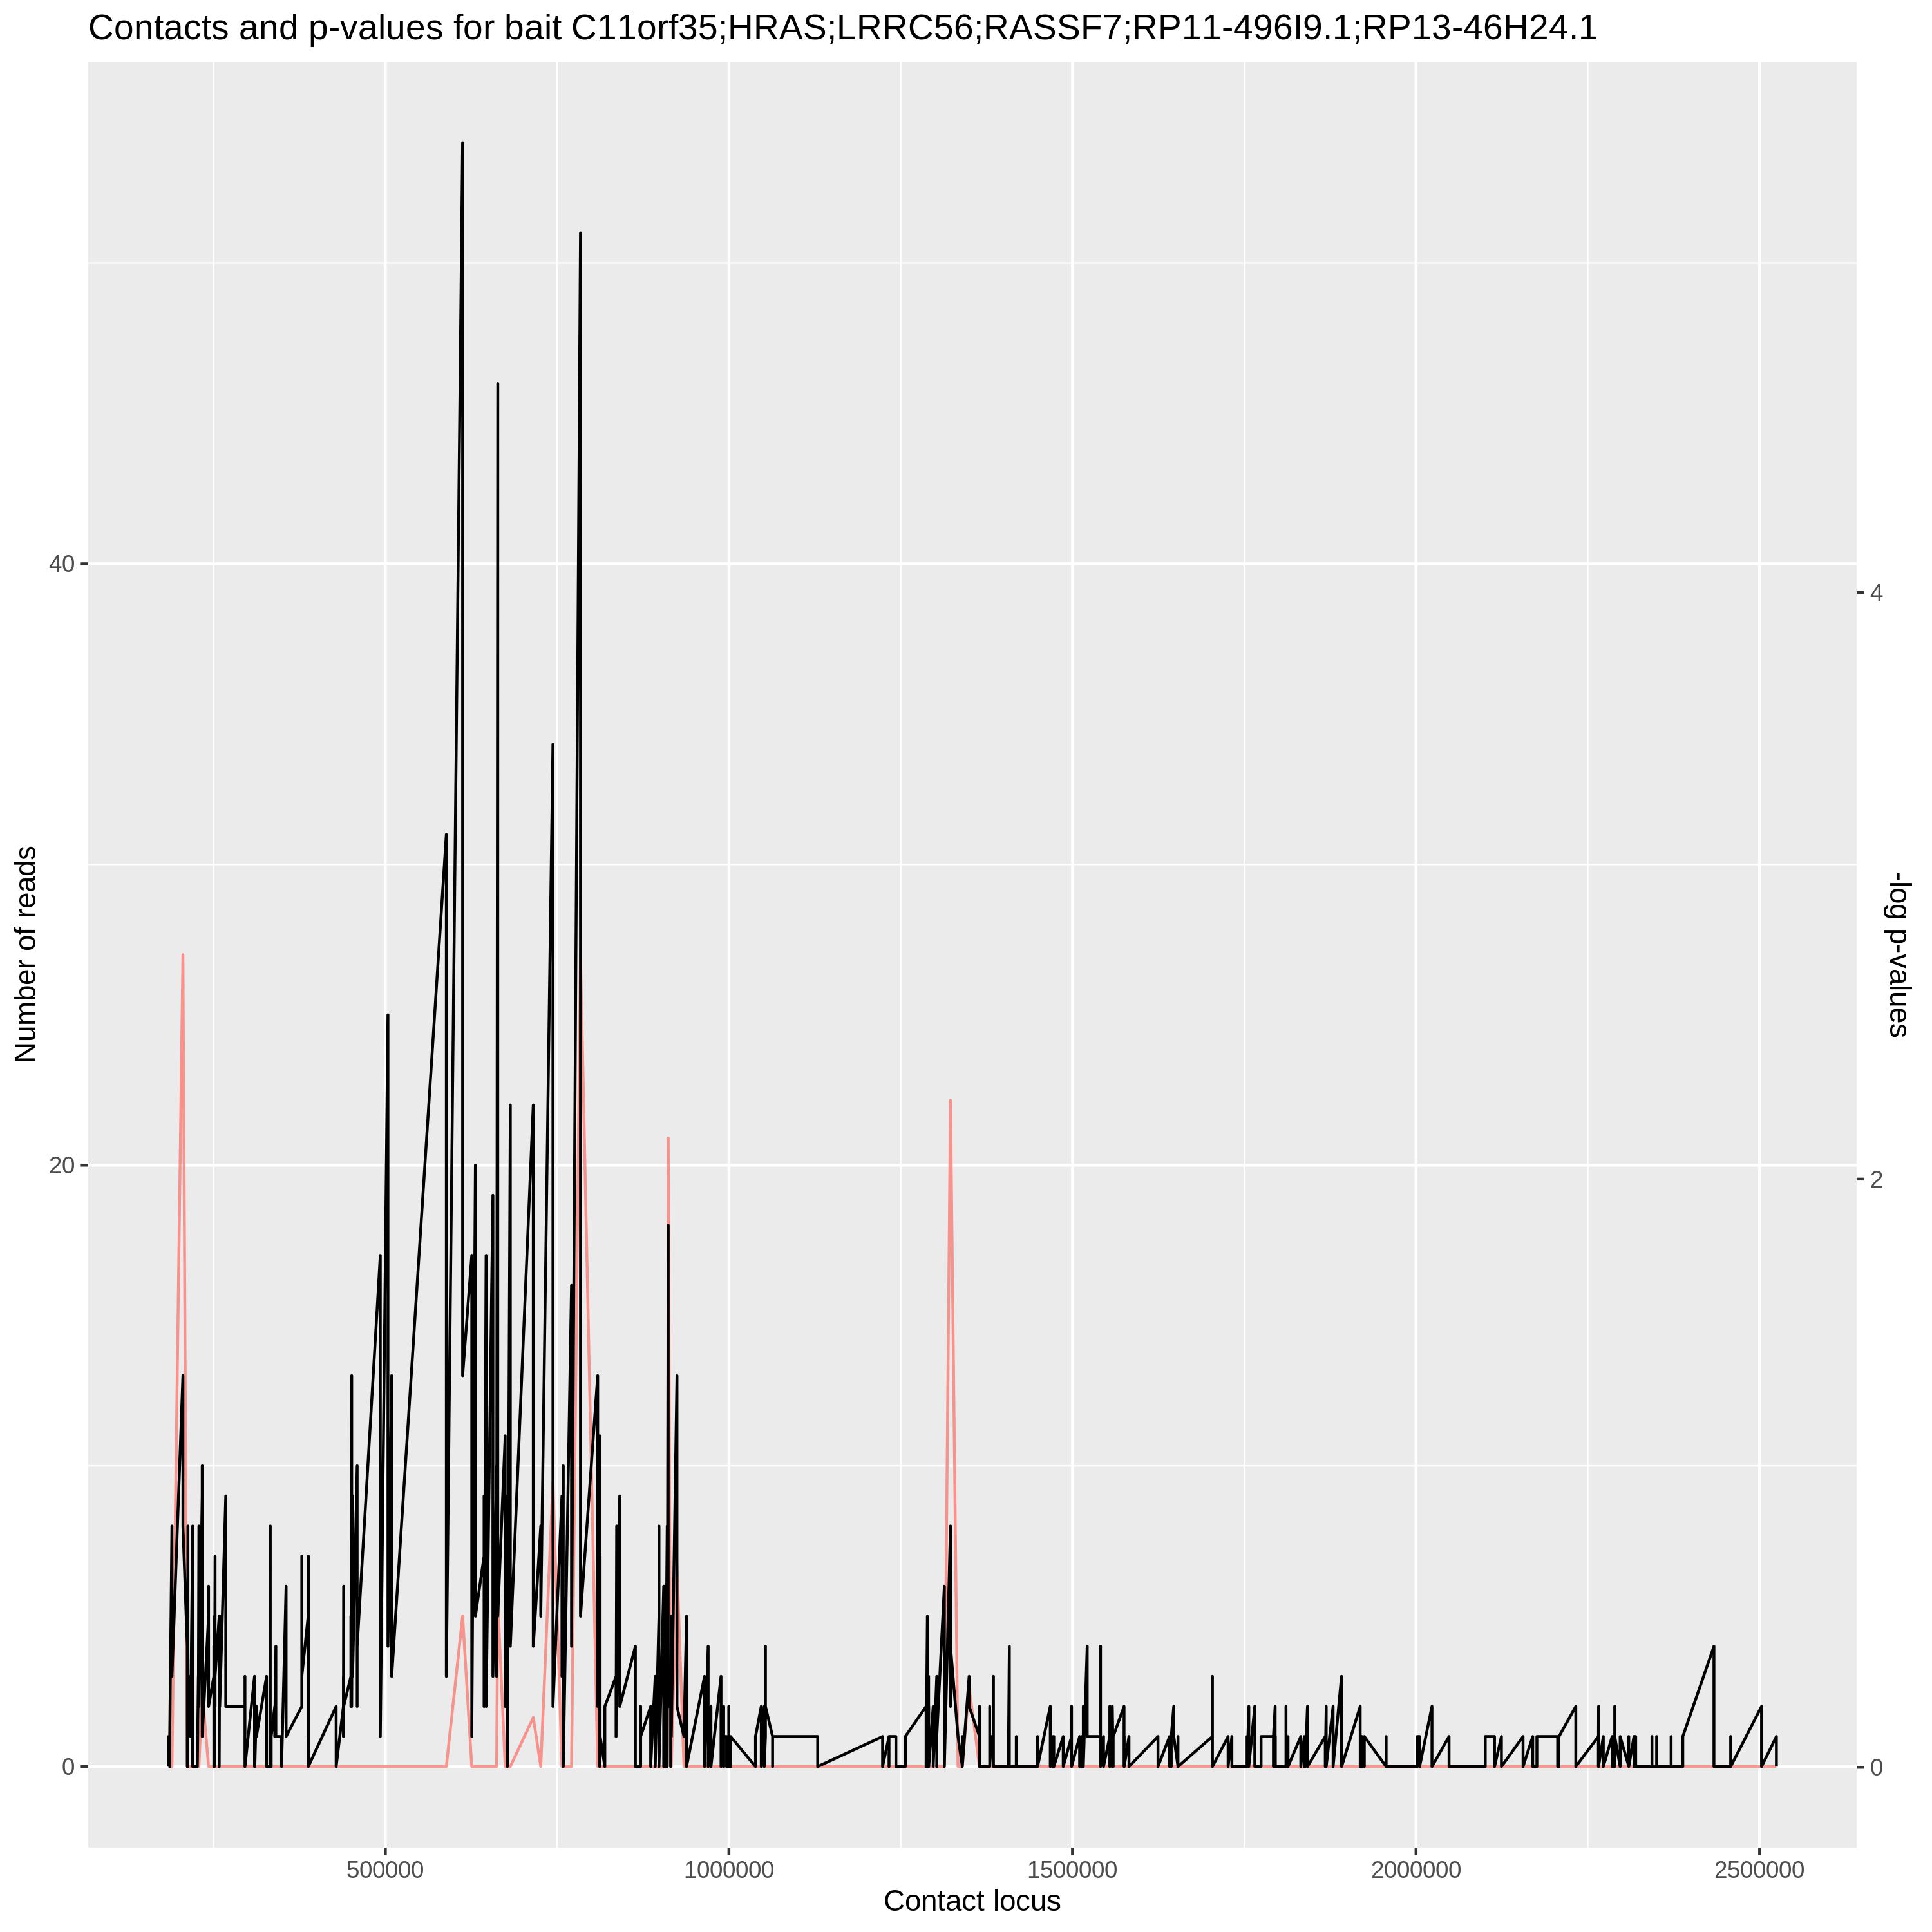 Contacts and p-values for bait C11orf35;HRAS;LRRC56;RASSF7;RP11-496I9.1;RP13-46H24.1
Number of reads
40
20
0
4
2
0
-log p-values
500000 1000000 1500000 2000000 2500000
Contact locus